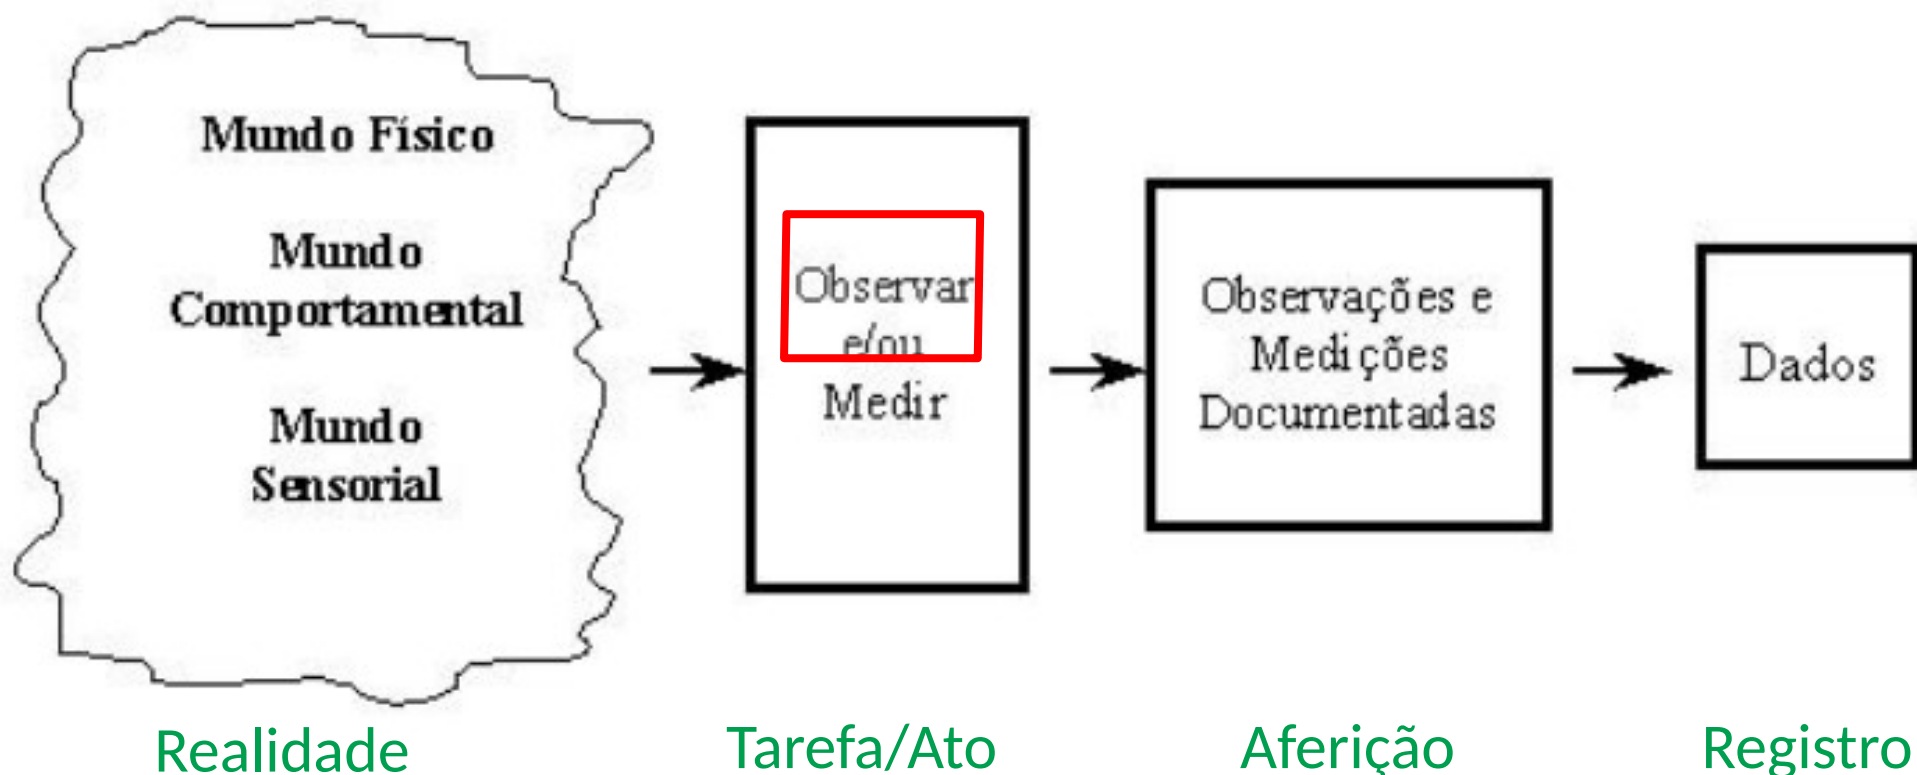 Mundo Físico
Mundo
Comportamental
Mundo
Sensorial
Observar
e/ou
Medir
Observações e
Medições
Documentadas
Dados
Realidade
Tarefa/Ato
Aferição
Registro